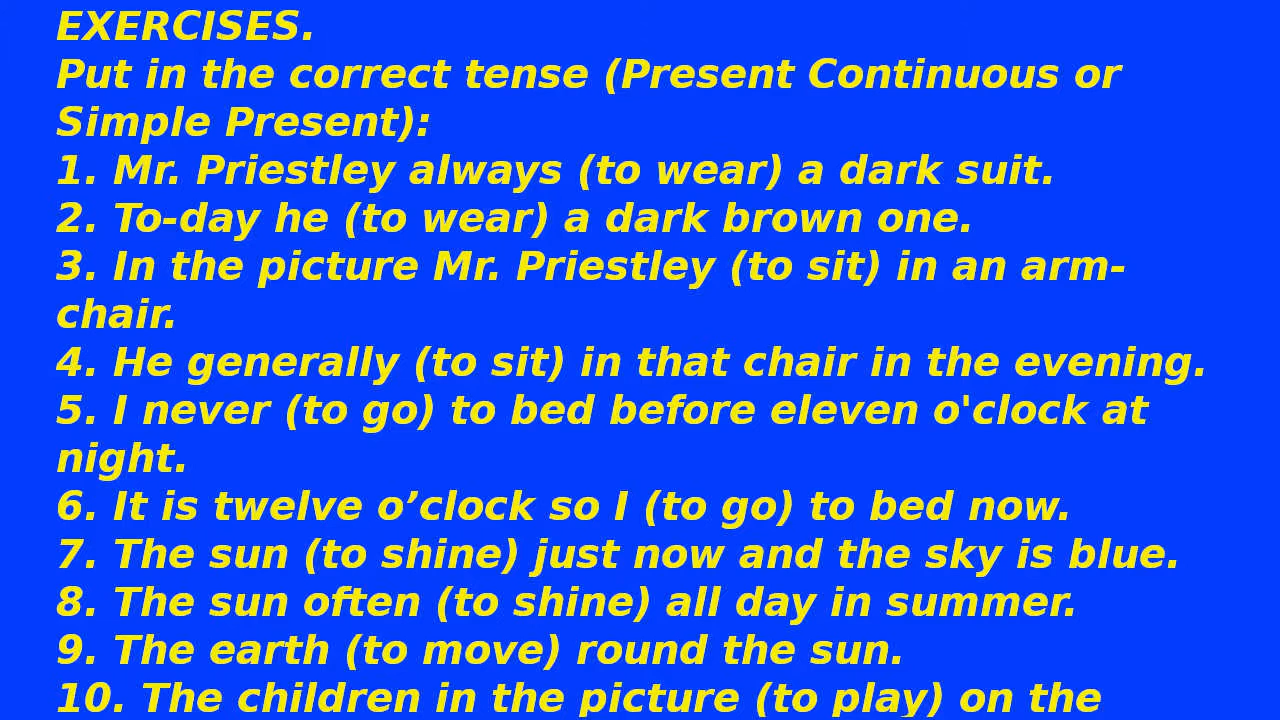 EXERCISES.
Put in the correct tense (Present Continuous or
Simple Present):
1. Mr. Priestley always (to wear) a dark suit.
2. To-day he (to wear) a dark brown one.
3. In the picture Mr. Priestley (to sit) in an arm-
chair.
4. He generally (to sit) in that chair in the evening.
5. I never (to go) to bed before eleven o'clock at
night.
6. It is twelve o’clock so I (to go) to bed now.
7. The sun (to shine) just now and the sky is blue.
8. The sun often (to shine) all day in summer.
9. The earth (to move) round the sun.
10. The children in the picture (to play) on the